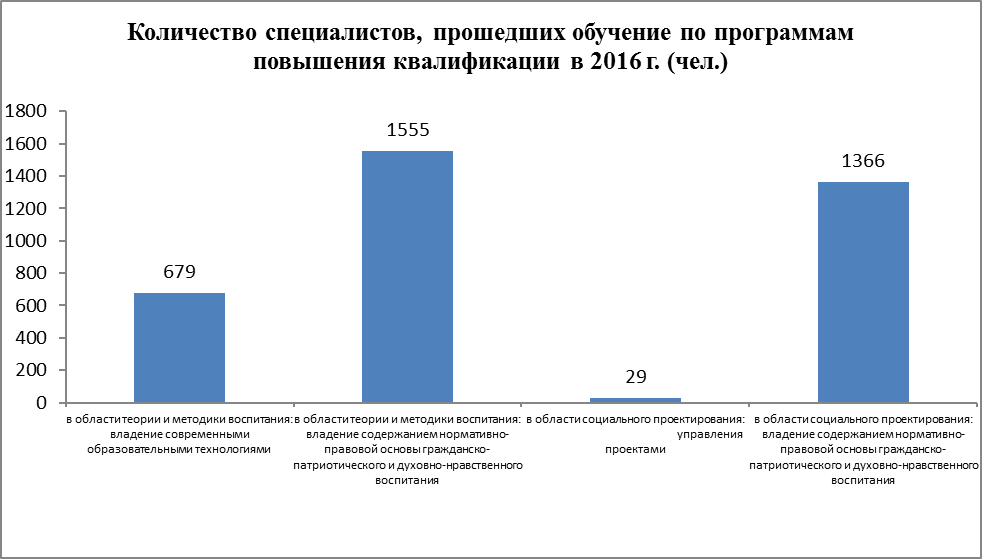 Количество специалистов, прошедших обучение по программам
повышения квалификации в 2016 г. (чел.)
1800
1600
1400
1200
1000
800
600
400
200
0
679
1555
29
1366
в области теории и методики воспитания:
владение современными
образовательными технологиями
в области теории и методики воспитания:
владение содержанием нормативно-
правовой основы гражданско-
патриотического и духовно-нравственного
воспитания
в области социального проектирования:
управления
проектами
в области социального проектирования:
владение содержанием нормативно-
правовой основы гражданско-
патриотического и духовно-нравственного
воспитания